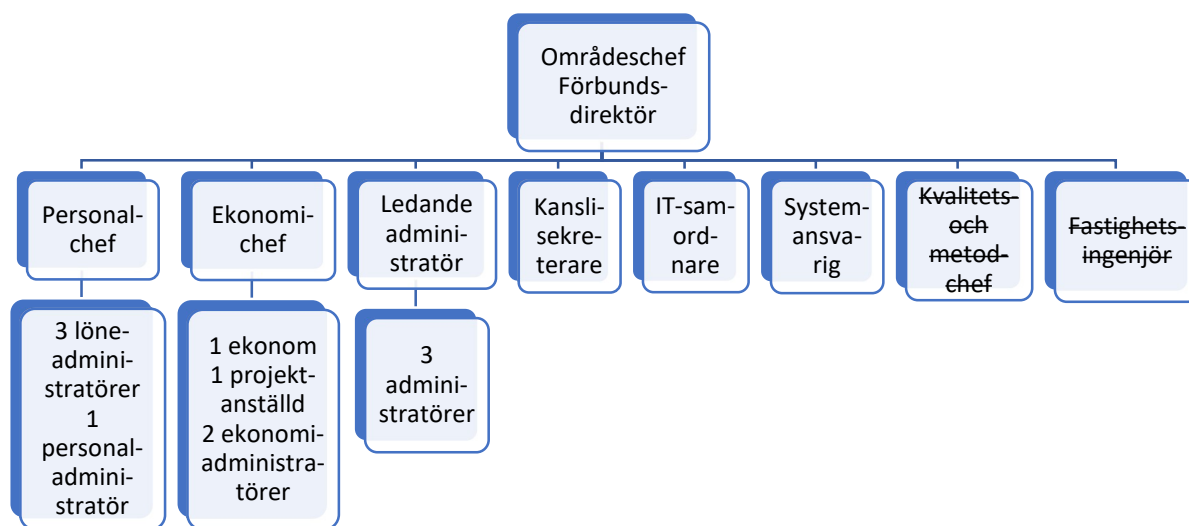 Områdeschef
Förbunds-
direktör
Personal-
chef
Ekonomi-
chef
Ledande
admini-
stratör
Kansli-
sekre-
terare
IT-sam-
ord-
nare
System-
ansva-
rig
Kvalitets-
och
metod-
chef
Fastighets-
ingenjör
3 löne-
admini-
stratörer
1
personal-
admini-
stratör
1 ekonom
1 projekt-
anställd
2 ekonomi-
administra-
törer
3
admini-
stratörer